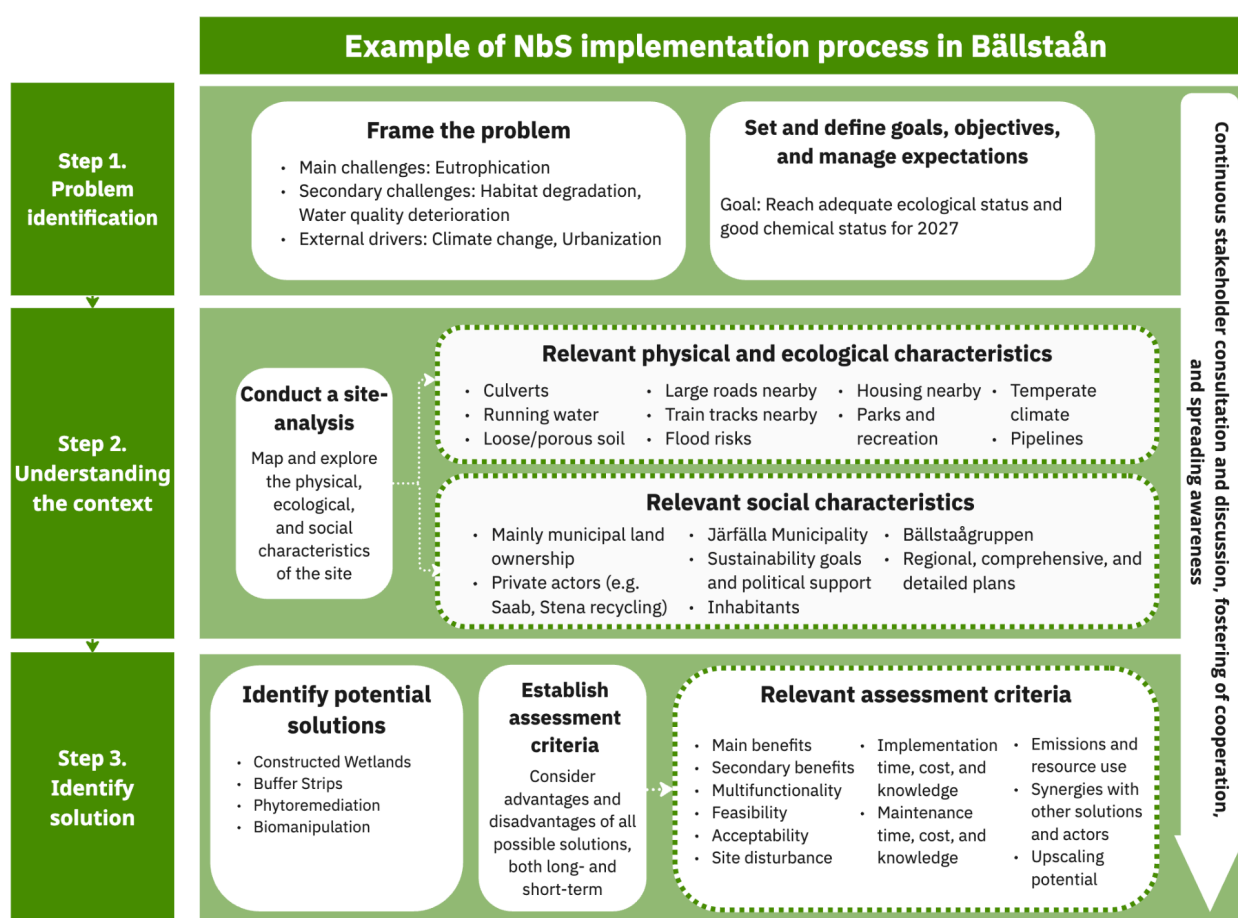 Example of NbS implementation process in Bällstaån
Step 1.
Problem
identification
Frame the problem
• Main challenges: Eutrophication
• Secondary challenges: Habitat degradation,
Water quality deterioration
• External drivers: Climate change, Urbanization
Set and define goals, objectives,
and manage expectations
Goal: Reach adequate ecological status and
good chemical status for 2027
Step 2.
Understanding
the context
Conduct a site-
analysis
Map and explore
the physical,
ecological,
and social
characteristics
of the site
Relevant physical and ecological characteristics
• Culverts
• Running water
• Loose/porous soil
• Large roads nearby
• Train tracks nearby
• Flood risks
• Housing nearby
• Parks and
recreation
• Temperate
climate
• Pipelines
Relevant social characteristics
• Mainly municipal land
ownership
• Private actors (e.g.
Saab, Stena recycling)
• Järfälla Municipality
• Sustainability goals
and political support
• Inhabitants
• Bällstaågruppen
• Regional, comprehensive, and
detailed plans
Step 3.
Identify
solution
Identify potential
solutions
• Constructed Wetlands
• Buffer Strips
• Phytoremediation
• Biomanipulation
Establish
assessment
criteria
Consider
advantages and
disadvantages of all
possible solutions,
both long- and
short-term
Relevant assessment criteria
• Main benefits
• Secondary benefits
• Multifunctionality
• Feasibility
• Acceptability
• Site disturbance
• Implementation
time, cost, and
knowledge
• Maintenance
time, cost, and
knowledge
• Emissions and
resource use
• Synergies with
other solutions
and actors
• Upscaling
potential
Continuous stakeholder consultation and discussion, fostering of cooperation,
and spreading awareness